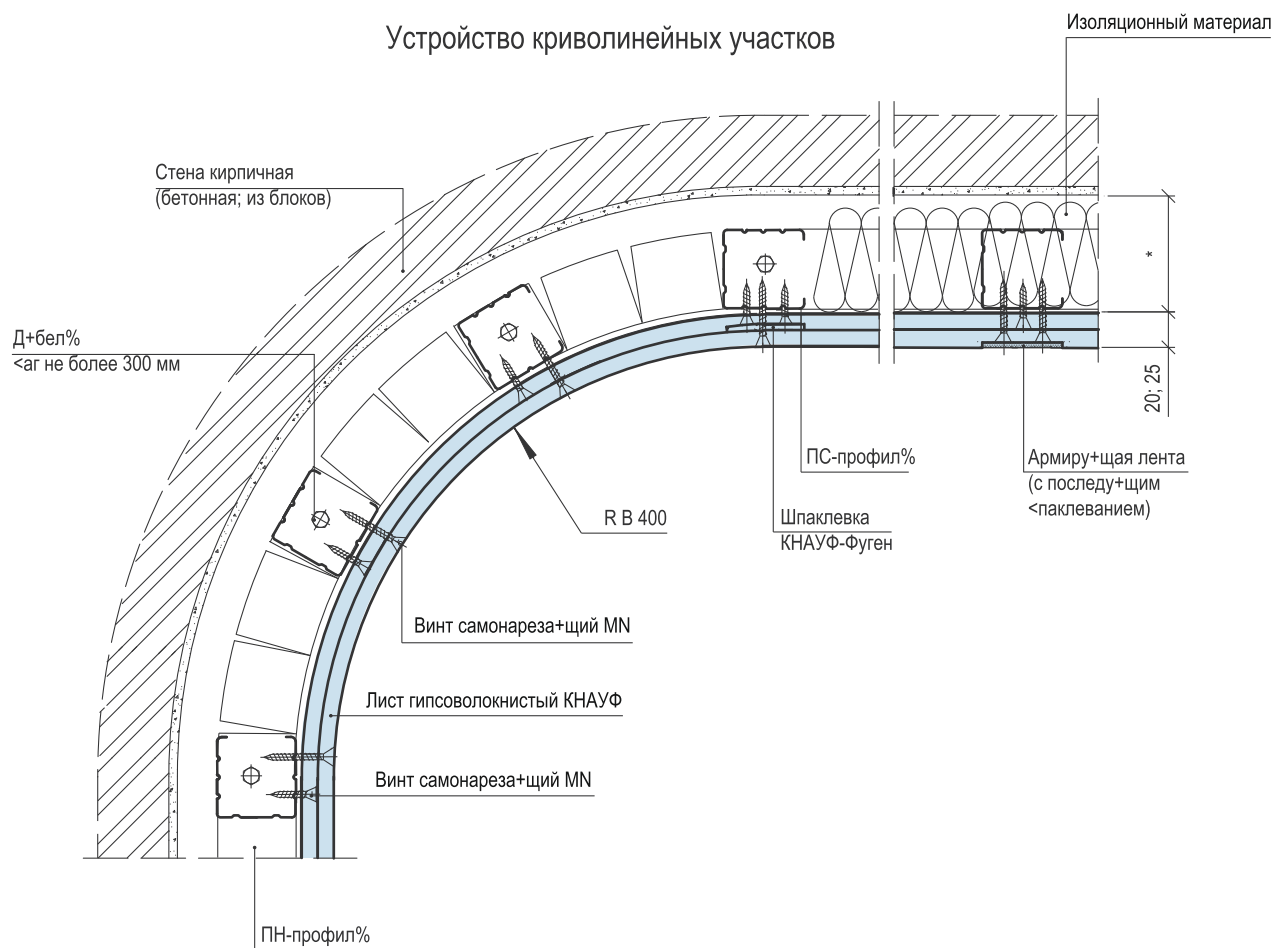 Устройство криволинейных участков
Изоляционный материал
Стена кирпичная
(бетонная; из блоков)
Д+бел%
<аг не более 300 мм
*
20; 25
ПС-профил%
Армиру+щая лента
(с последу+щим
<паклеванием)
R В 400
Шпаклевка
КНАУФ-Фуген
Винт самонареза+щий MN
Лист гипсоволокнистый КНАУФ
Винт самонареза+щий MN
ПН-профил%